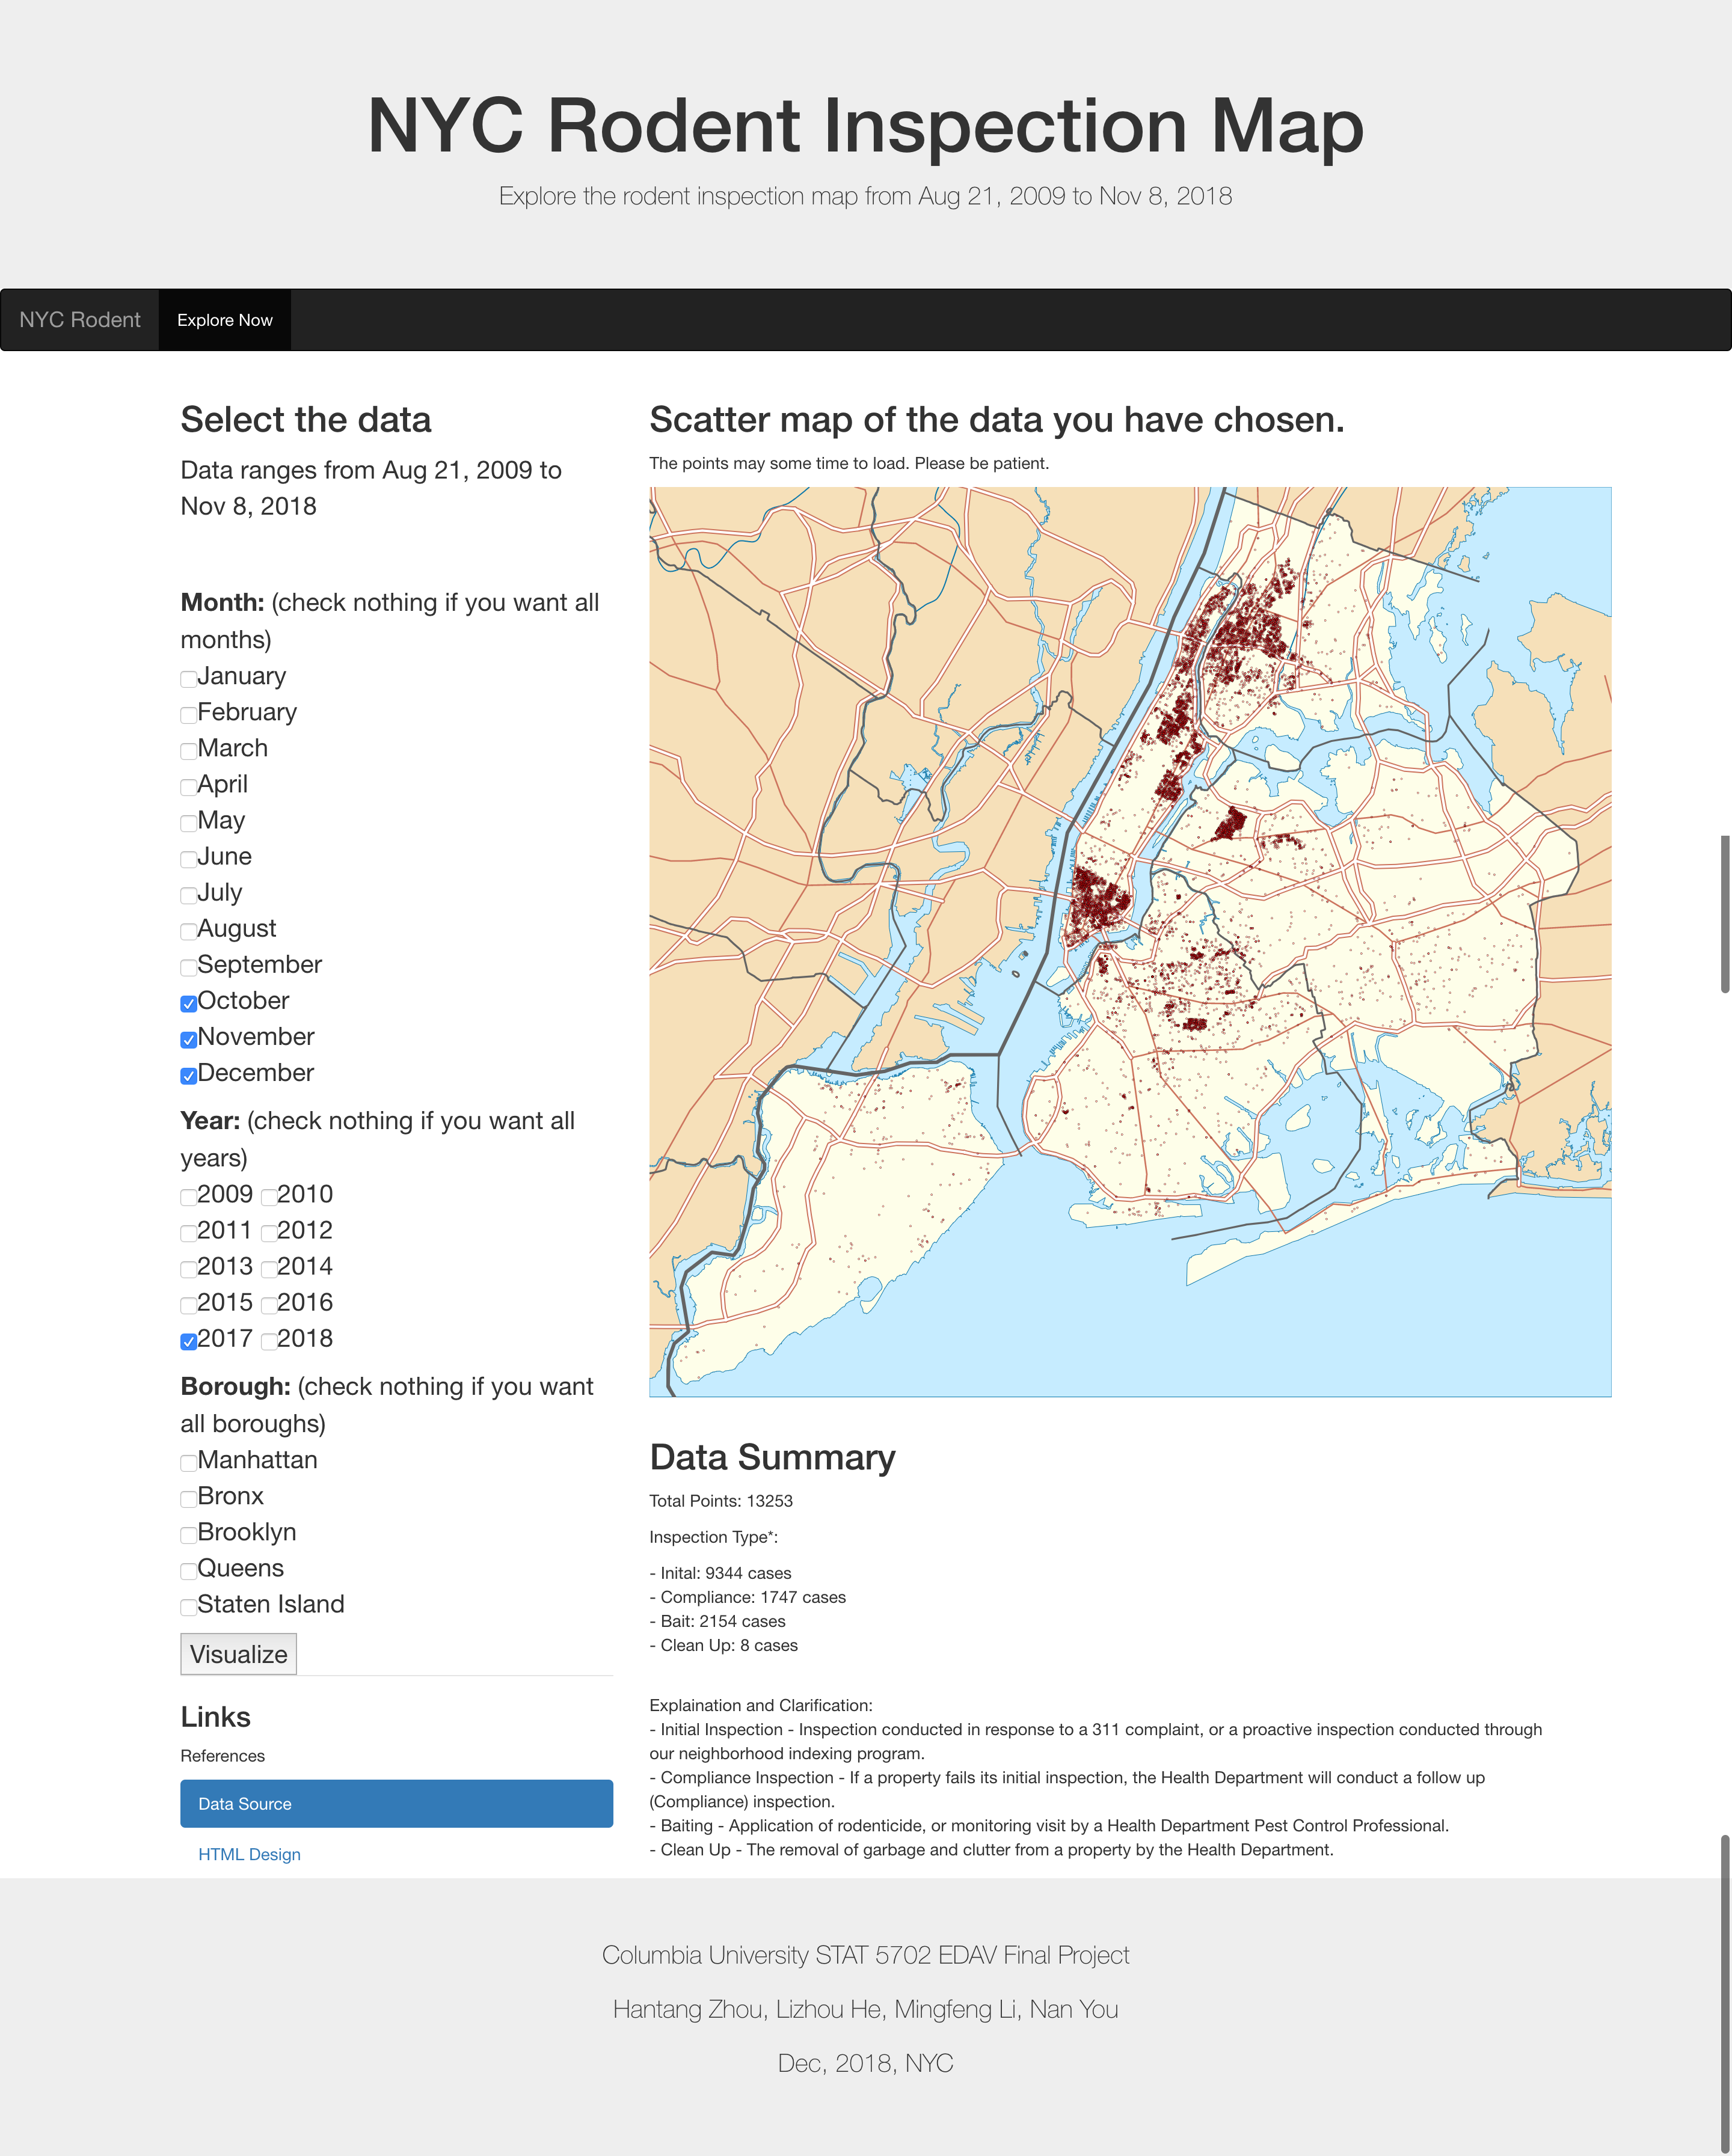 NYC Rodent Inspection Map
Explore the rodent inspection map from Aug 21, 2009 to Nov 8, 2018
NYC Rodent
Explore Now
Select the data
Data ranges from Aug 21, 2009 to
Nov 8, 2018
Month: (check nothing if you want all
months)
January
February
March
April
May
June
July
August
September
October
November
December
Year: (check nothing if you want all
years)
2009 2010
2011 2012
2013 2014
2015 2016
2017 2018
Borough: (check nothing if you want
all boroughs)
Manhattan
Bronx
Brooklyn
Queens
Staten Island
Visualize
Links
References
Data Source
HTML Design
Scatter map of the data you have chosen.
The points may some time to load. Please be patient.
Data Summary
Total Points: 13253
Inspection Type*:
- Inital: 9344 cases
- Compliance: 1747 cases
- Bait: 2154 cases
- Clean Up: 8 cases
Explaination and Clarification:
- Initial Inspection - Inspection conducted in response to a 311 complaint, or a proactive inspection conducted through
our neighborhood indexing program.
- Compliance Inspection - If a property fails its initial inspection, the Health Department will conduct a follow up
(Compliance) inspection.
- Baiting - Application of rodenticide, or monitoring visit by a Health Department Pest Control Professional.
- Clean Up - The removal of garbage and clutter from a property by the Health Department.
Columbia University STAT 5702 EDAV Final Project
Hantang Zhou, Lizhou He, Mingfeng Li, Nan You
Dec, 2018, NYC